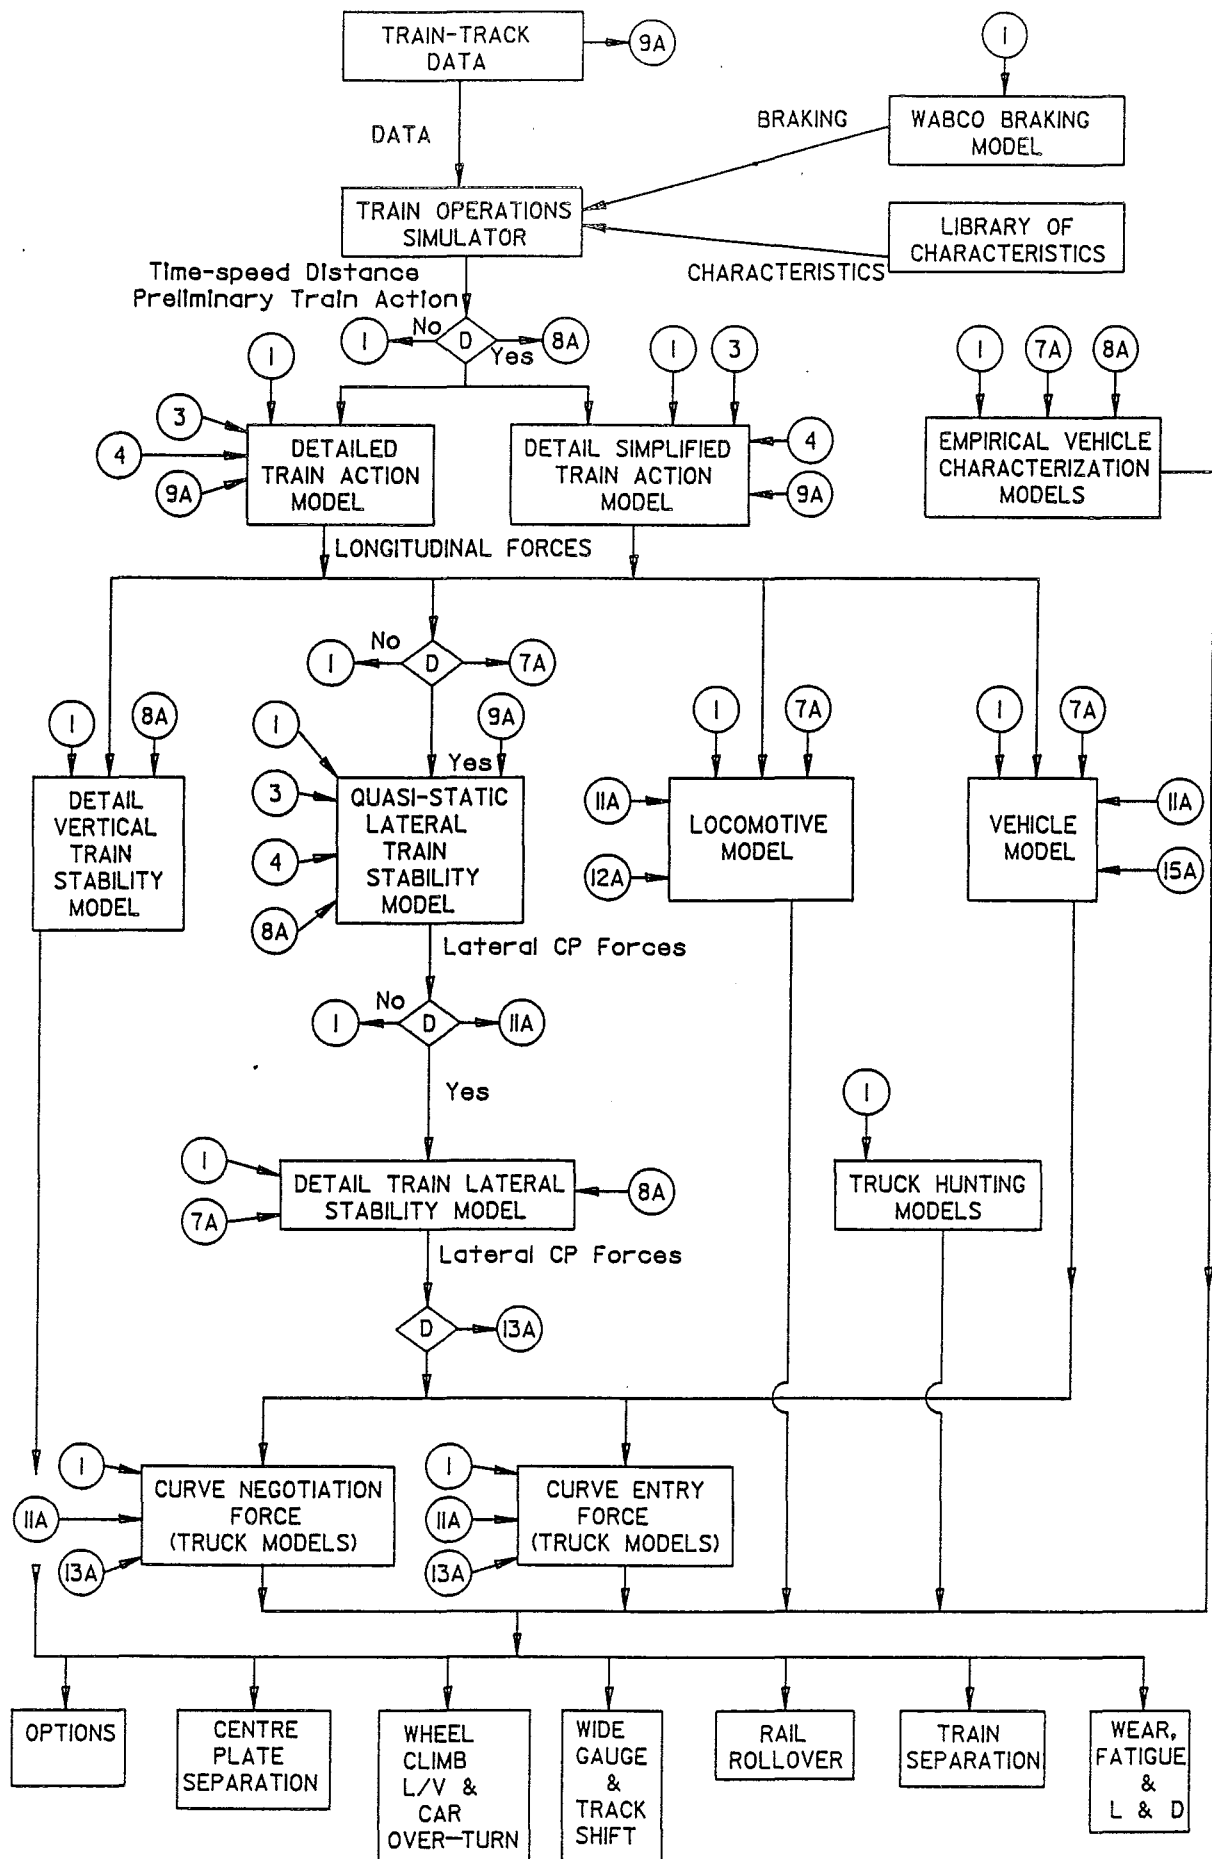 TRAIN-TRACK
DATA
9A
1
DATA
BRAKING
WABCO BRAKING
MODEL
TRAIN OPERATIONS
SIMULATOR
LIBRARY OF
CHARACTERISTICS
CHARACTERISTICS
Time-speed Distance
Preliminary Train Action
1
No
D
Yes
8A
1
3
4
9A
DETAILED
TRAIN ACTION
MODEL
1
3
DETAIL SIMPLIFIED
TRAIN ACTION
MODEL
4
9A
1
7A
8A
EMPIRICAL VEHICLE
CHARACTERIZATION
MODELS
LONGITUDINAL FORCES
1
No
D
7A
Yes
1
8A
DETAIL
VERTICAL
TRAIN
STABILITY
MODEL
1
9A
3
4
8A
QUASI-STATIC
LATERAL
TRAIN
STABILITY
MODEL
1
7A
11A
12A
LOCOMOTIVE
MODEL
1
7A
VEHICLE
MODEL
11A
15A
Lateral CP Forces
1
No
D
11A
Yes
1
7A
DETAIL TRAIN LATERAL
STABILITY MODEL
8A
1
TRUCK HUNTING
MODELS
Lateral CP Forces
D
13A
1
11A
13A
CURVE NEGOTIATION
FORCE
(TRUCK MODELS)
1
11A
13A
CURVE ENTRY
FORCE
(TRUCK MODELS)
OPTIONS
CENTRE
PLATE
SEPARATION
WHEEL
CLIMB
L/V &
CAR
OVER-TURN
WIDE
GAUGE
&
TRACK
SHIFT
RAIL
ROLLOVER
TRAIN
SEPARATION
WEAR,
FATIGUE
&
L & D